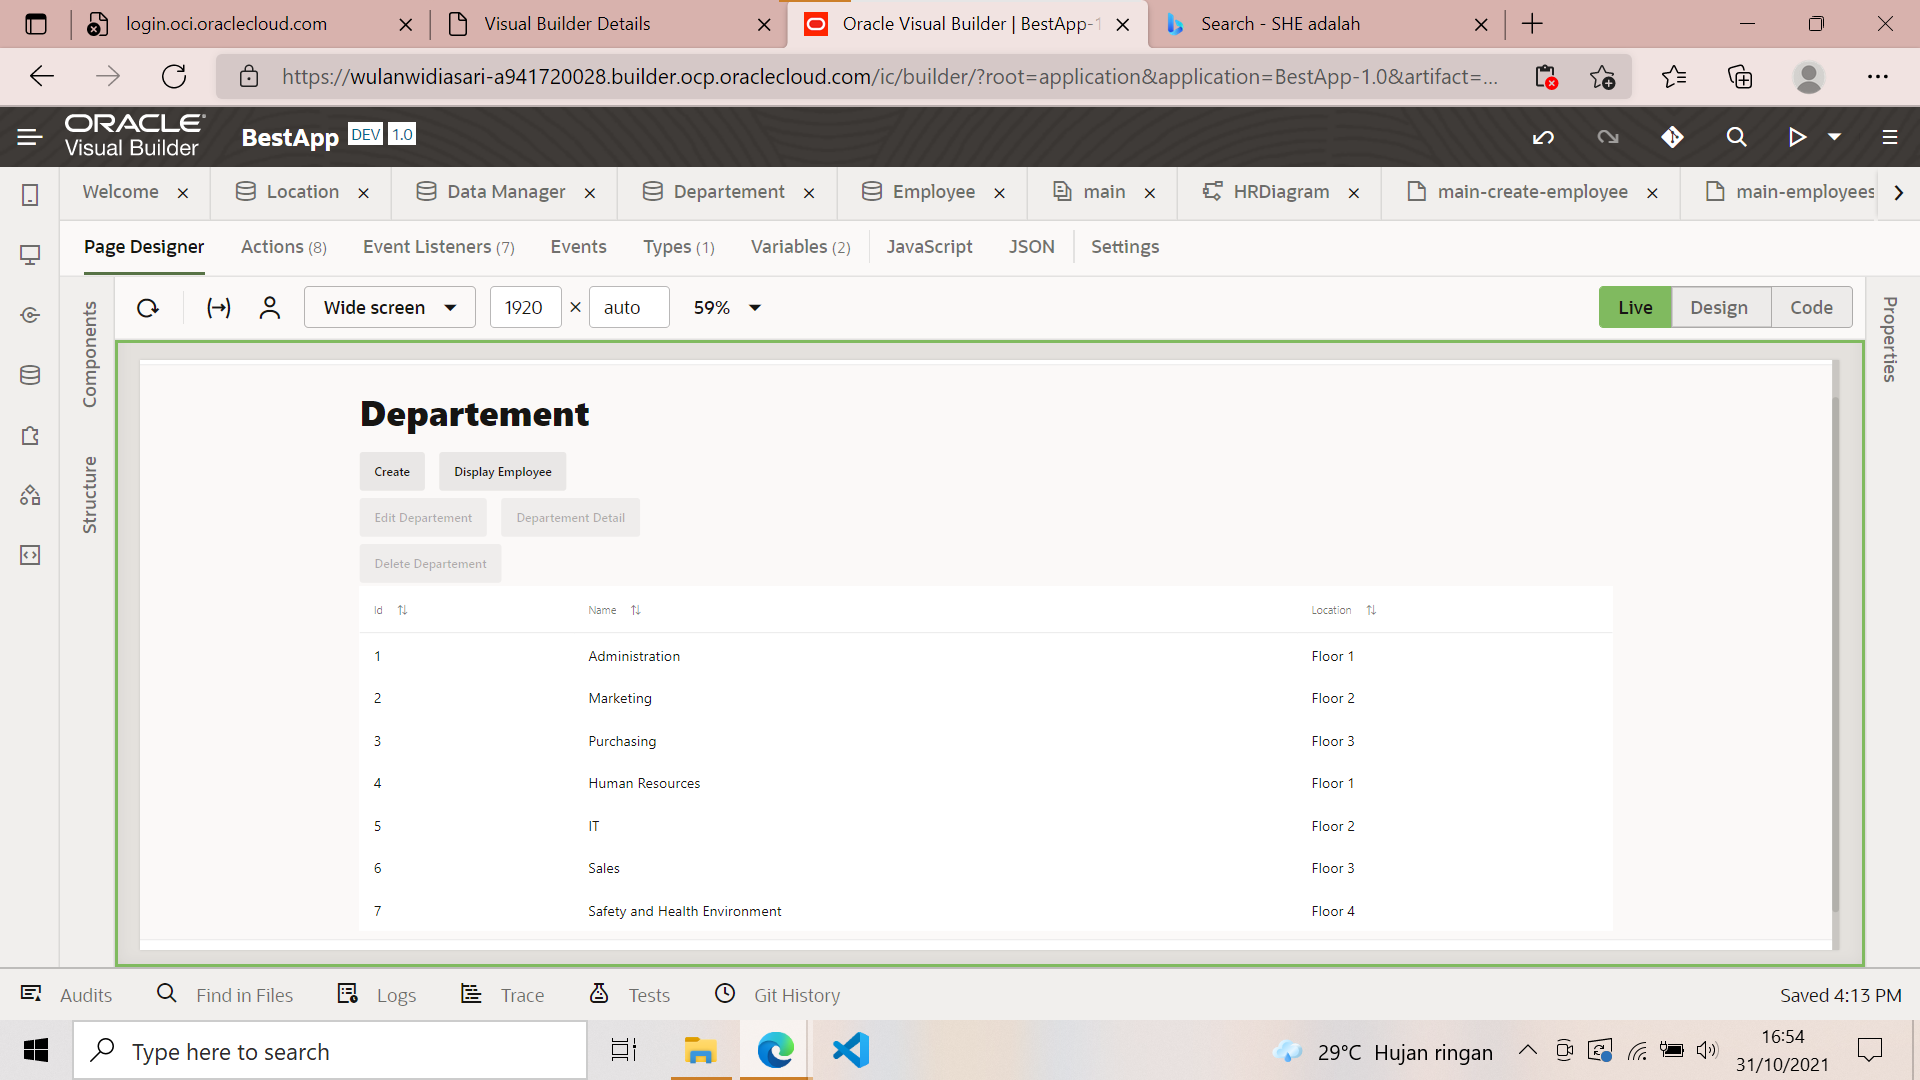 login.oci.oraclecloud.com
Visual Builder Details
Oracle Visual Builder | BestApp-1
Search - SHE adalah
https://wulanwidiasari-a941720028.builder.ocp.oraclecloud.com/ic/builder/?root=application&application=BestApp-1.0&artifact=...
ORACLE
Visual Builder
BestApp DEV 1.0
Welcome
Location
Data Manager
Departement
Employee
main
HRDiagram
main-create-employee
main-employees
Page Designer
Actions (8)
Event Listeners (7)
Events
Types (1)
Variables (2)
JavaScript
JSON
Settings
Components
Structure
Wide screen
1920 × auto
59%
Live
Design
Code
Properties
Departement
Create
Display Employee
Edit Departement
Departement Detail
Delete Departement
Id Name Location
1 Administration Floor 1
2 Marketing Floor 2
3 Purchasing Floor 3
4 Human Resources Floor 1
5 IT Floor 2
6 Sales Floor 3
7 Safety and Health Environment Floor 4
Audits
Find in Files
Logs
Trace
Tests
Git History
Saved 4:13 PM
Type here to search
29°C Hujan ringan
16:54
31/10/2021